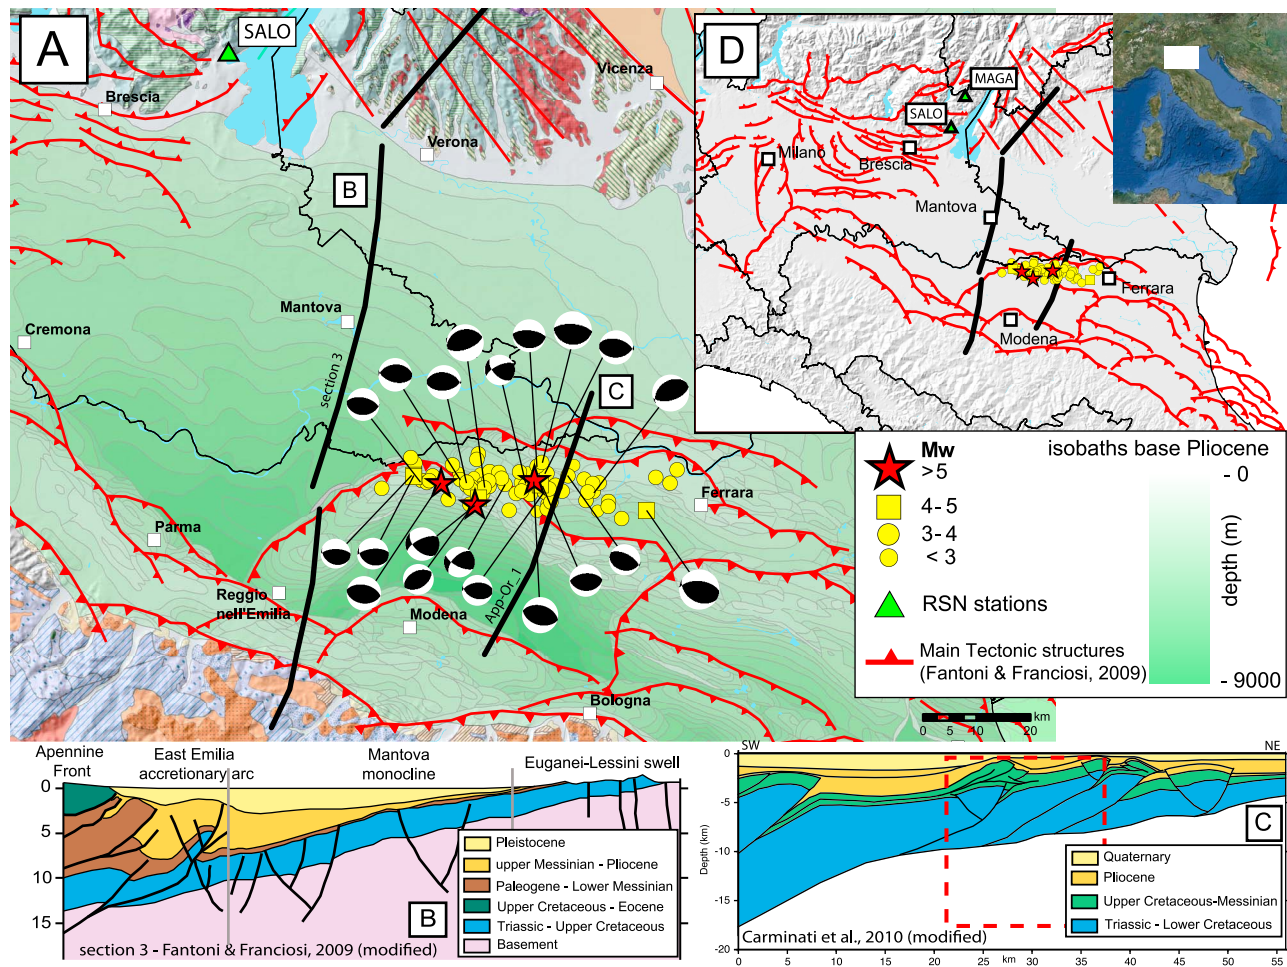 A
SALO
Brescia
Vicenza
Verona
B
Mantova
Cremona
section 3
C
Parma
Ferrara
Reggio
nell'Emilia
Modena
App-Or_1
Bologna
D
MAGA
SALO
Milano
Brescia
Mantova
Ferrara
Modena
Mw
>5
4-5
3-4
< 3
RSN stations
Main Tectonic structures
(Fantoni & Franciosi, 2009)
isobaths base Pliocene
- 0
depth (m)
- 9000
0 5 10 20 km
Apennine
Front
East Emilia
accretionary arc
Mantova
monocline
Euganei-Lessini swell
0
5
10
15
Pleistocene
upper Messinian - Pliocene
Paleogene - Lower Messinian
Upper Cretaceous - Eocene
Triassic - Upper Cretaceous
Basement
B
section 3 - Fantoni & Franciosi, 2009 (modified)
SW
NE
0
-5
-10
-15
-20
Depth (km)
C
Quaternary
Pliocene
Upper Cretaceous-Messinian
Triassic - Lower Cretaceous
Carminati et al., 2010 (modified)
0 5 10 15 20 25 km 30 35 40 45 50 55